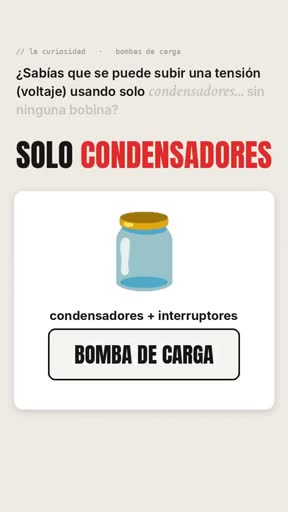 // la curiosidad · bombas de carga
¿Sabías que se puede subir una tensión
(voltaje) usando solo condensadores... sin
ninguna bobina?
SOLO CONDENSADORES
condensadores + interruptores
BOMBA DE CARGA